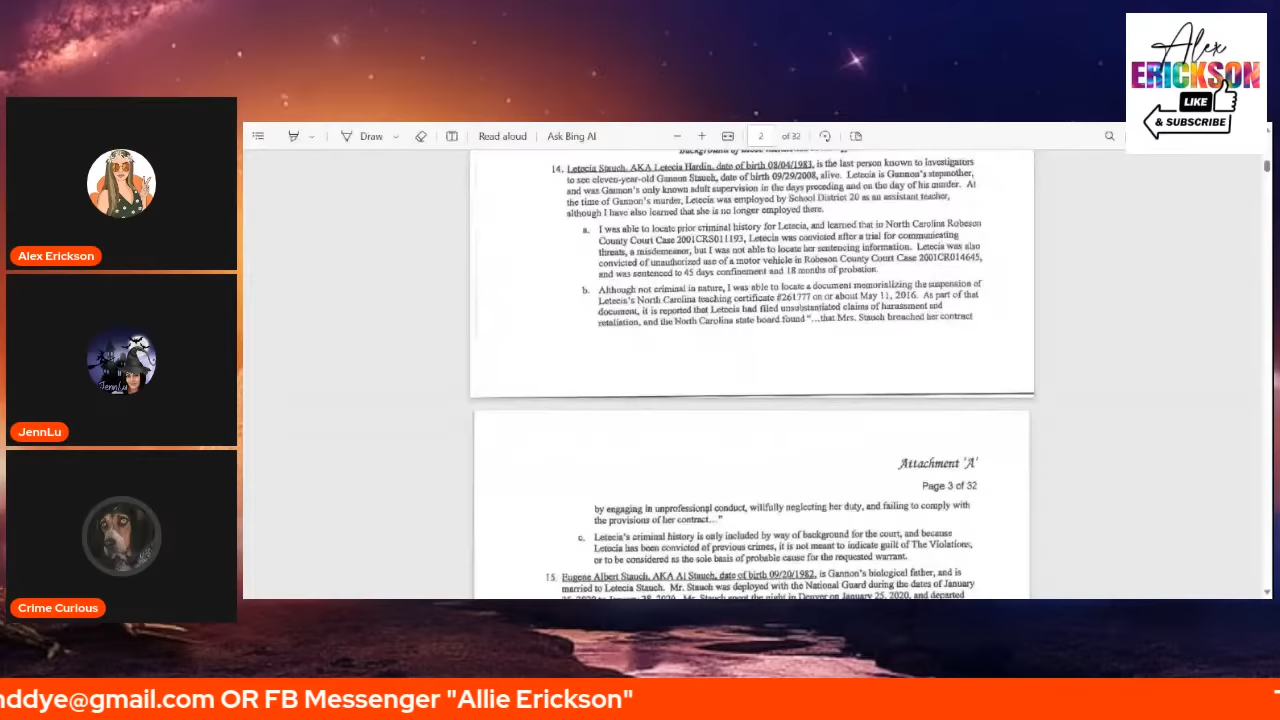 Alex
ERICKSON
LIKE
& SUBSCRIBE
Draw
Read aloud
Ask Bing AI
2
of 32
Alex Erickson
JennLu
JennLu
Crime Curious
14. Letecia Stauch, AKA Letecia Hardin, date of birth 08/04/1983, is the last person known to investigators
to see eleven-year-old Gannon Stauch, date of birth 09/29/2008, alive. Letecia is Gannon's stepmother,
and was Gannon's only known adult supervision in the days preceding and on the day of his murder. At
the time of Gannon's murder, Letecia was employed by School District 20 as an assistant teacher,
although I have also learned that she is no longer employed there.
a. I was able to locate prior criminal history for Letecia, and learned that in North Carolina Robeson
County Court Case 2001CRS011193, Letecia was convicted after a trial for communicating
threats, a misdemeanor, but I was not able to locate her sentencing information. Letecia was also
convicted of unauthorized use of a motor vehicle in Robeson County Court Case 2001CR014645,
and was sentenced to 45 days confinement and 18 months of probation.
b. Although not criminal in nature, I was able to locate a document memorializing the suspension of
Letecia's North Carolina teaching certificate #261777 on or about May 11, 2016. As part of that
document, it is reported that Letecia had filed unsubstantiated claims of harassment and
retaliation, and the North Carolina state board found "...that Mrs. Stauch breached her contract
Attachment 'A'
Page 3 of 32
by engaging in unprofessional conduct, willfully neglecting her duty, and failing to comply with
the provisions of her contract..."
c. Letecia's criminal history is only included by way of background for the court, and because
Letecia has been convicted of previous crimes, it is not meant to indicate guilt of The Violations,
or to be considered as the sole basis of probable cause for the requested warrant.
15. Eugene Albert Stauch, AKA Al Stauch, date of birth 09/20/1982, is Gannon's biological father, and is
married to Letecia Stauch. Mr. Stauch was deployed with the National Guard during the dates of January
Mr. Stauch spent the night in Denver on January 25, 2020, and departed
nddye@gmail.com OR FB Messenger "Allie Erickson"